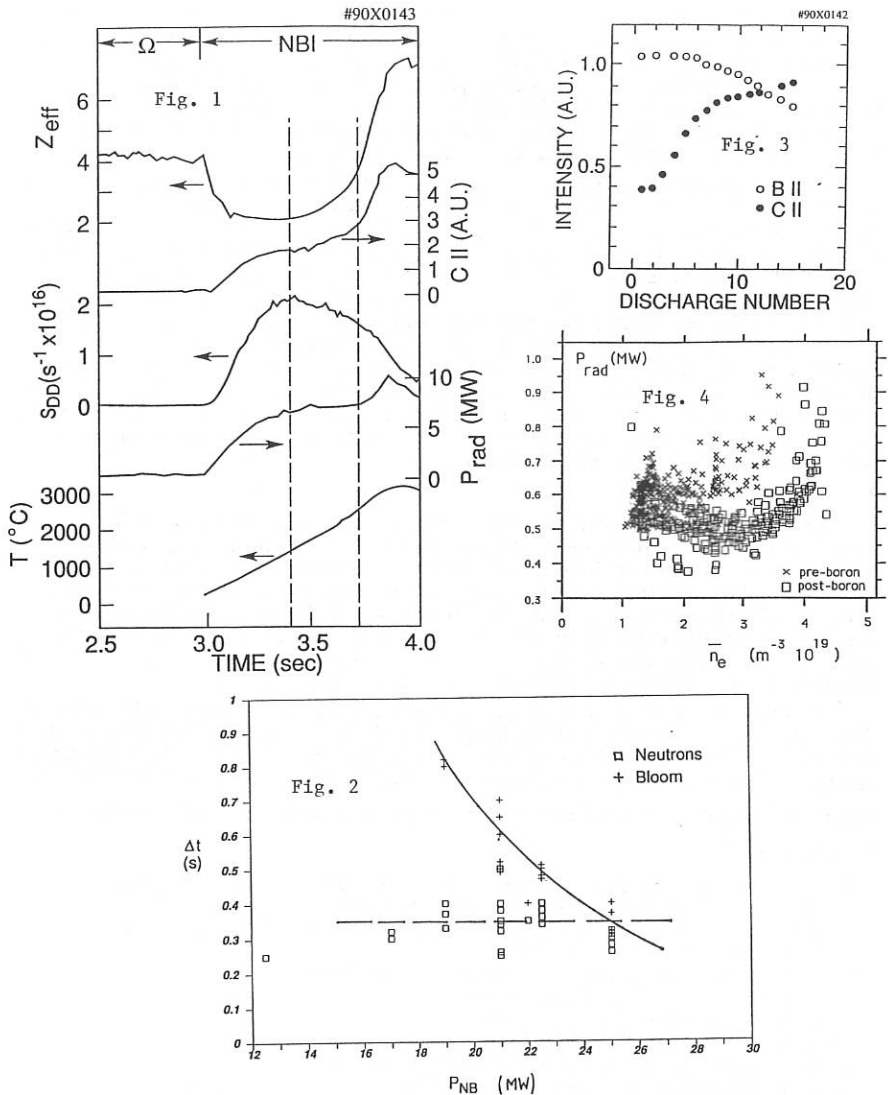 #90X0143
Ω NBI
Fig. 1
Zeff
6
4
2
C II (A.U.)
5
4
3
2
1
0
SDD(s⁻¹ x10¹⁶)
2
1
0
Prad (MW)
10
5
0
T (°C)
3000
2000
1000
0
2.5 3.0 3.5 4.0
TIME (sec)
#90X0142
INTENSITY (A.U.)
1.0
0.5
0
Fig. 3
B II
C II
0 10 20
DISCHARGE NUMBER
Prad (MW)
Fig. 4
1.0
0.9
0.8
0.7
0.6
0.5
0.4
0.3
pre-boron
post-boron
0 1 2 3 4 5
n̅e (m⁻³ 10¹⁹)
Fig. 2
Neutrons
Bloom
Δt
(s)
1
0.9
0.8
0.7
0.6
0.5
0.4
0.3
0.2
0.1
0
12 14 16 18 20 22 24 26 28 30
PNB (MW)